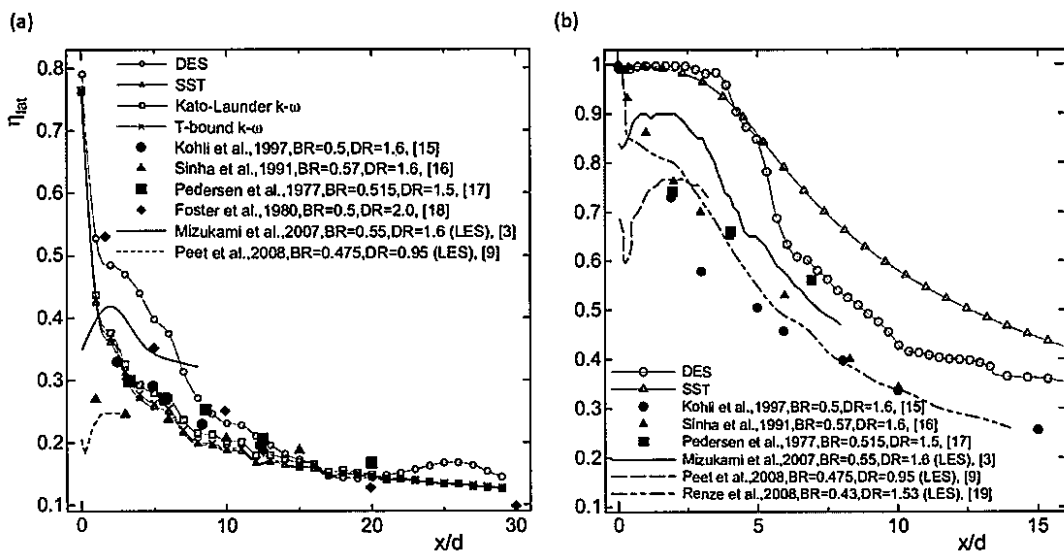 (a)
(b)
0.8
0.7
0.6
0.5
0.4
0.3
0.2
0.1
ηlat
DES
SST
Kato-Launder k-ω
T-bound k-ω
Kohli et al.,1997,BR=0.5,DR=1.6, [15]
Sinha et al.,1991,BR=0.57,DR=1.6, [16]
Pedersen et al.,1977,BR=0.515,DR=1.5, [17]
Foster et al.,1980,BR=0.5,DR=2.0, [18]
Mizukami et al.,2007,BR=0.55,DR=1.6 (LES), [3]
Peet et al.,2008,BR=0.475,DR=0.95 (LES), [9]
0
10
20
30
x/d
1
0.9
0.8
0.7
0.6
0.5
0.4
0.3
0.2
0.1
0
DES
SST
Kohli et al.,1997,BR=0.5,DR=1.6, [15]
Sinha et al.,1991,BR=0.57,DR=1.6, [16]
Pedersen et al.,1977,BR=0.515,DR=1.5, [17]
Mizukami et al.,2007,BR=0.55,DR=1.6 (LES), [3]
Peet et al.,2008,BR=0.475,DR=0.95 (LES), [9]
Renze et al.,2008,BR=0.43,DR=1.53 (LES), [19]
0
5
10
15
x/d